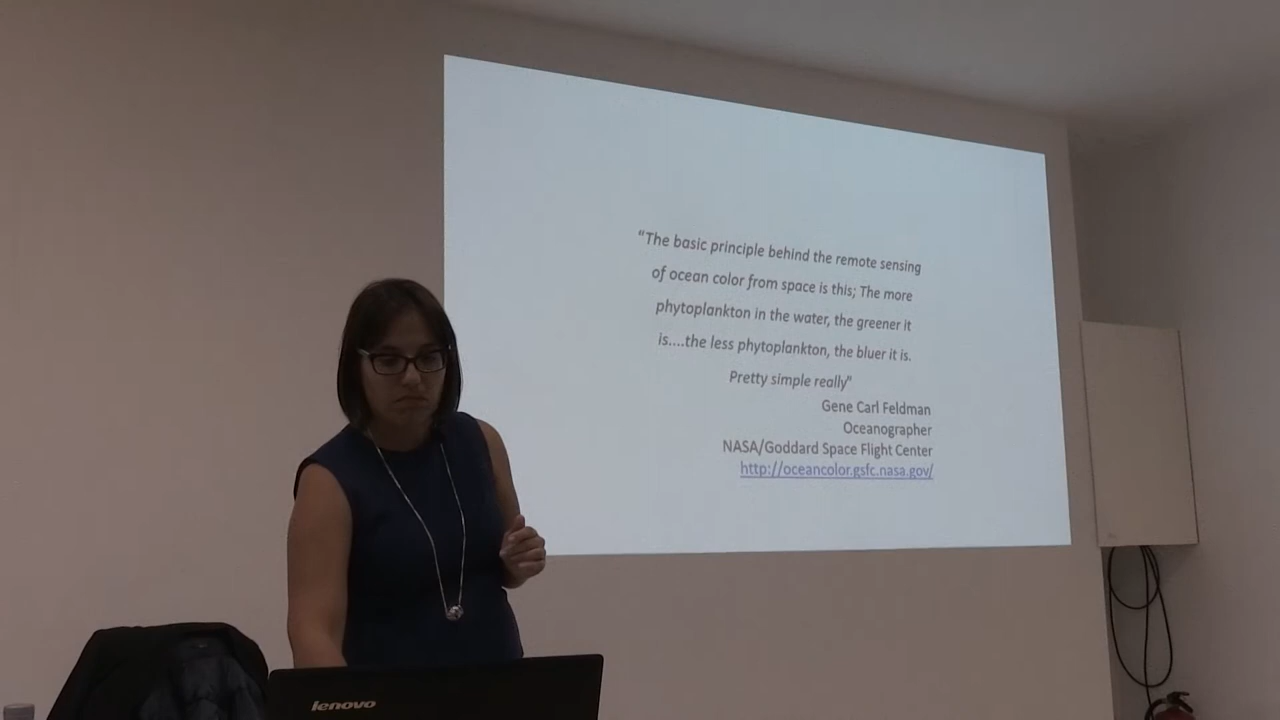 “The basic principle behind the remote sensing
of ocean color from space is this; The more
phytoplankton in the water, the greener it
is....the less phytoplankton, the bluer it is.
Pretty simple really”
Gene Carl Feldman
Oceanographer
NASA/Goddard Space Flight Center
http://oceancolor.gsfc.nasa.gov/
lenovo